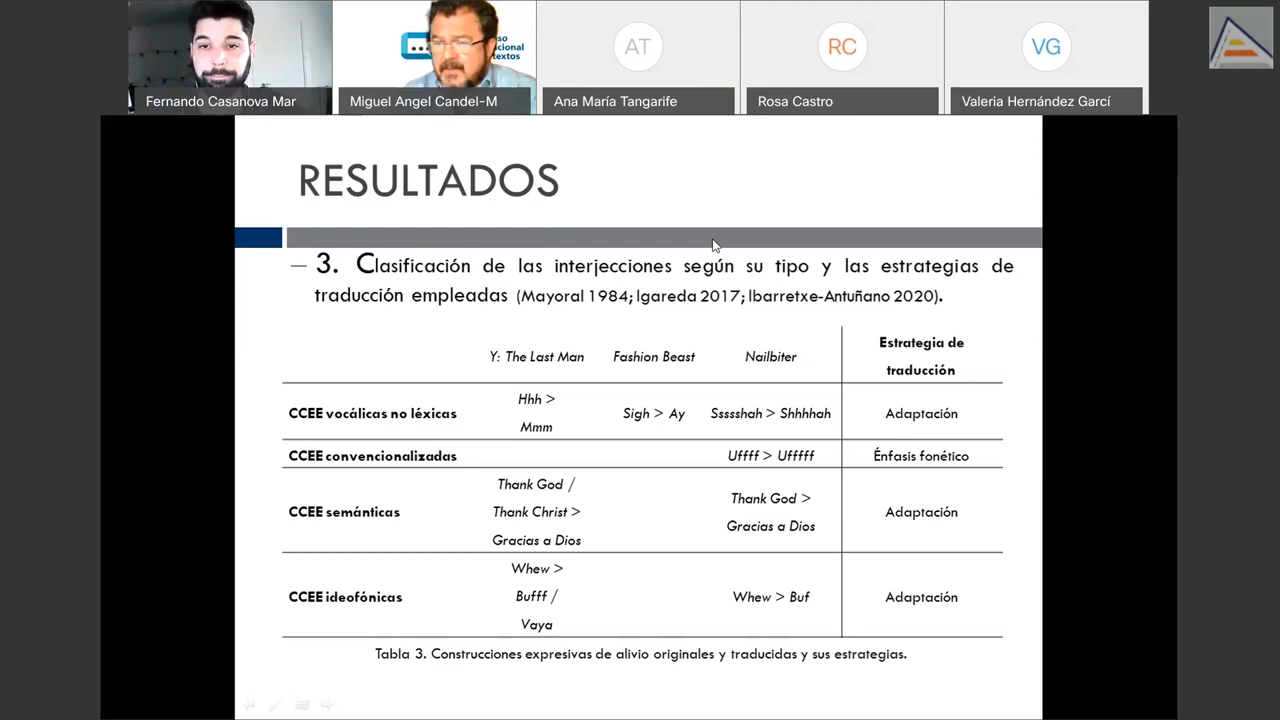 so
nacional
textos
AT
RC
VG
Fernando Casanova Mar
Miguel Angel Candel-M
Ana María Tangarife
Rosa Castro
Valeria Hernández Garcí
RESULTADOS
— 3. Clasificación de las interjecciones según su tipo y las estrategias de
traducción empleadas (Mayoral 1984; Igareda 2017; Ibarretxe-Antuñano 2020).
Y: The Last Man Fashion Beast Nailbiter Estrategia de
traducción
CCEE vocálicas no léxicas Hhh > Sigh > Ay Ssssshah > Shhhhah Adaptación
Mmm
CCEE convencionalizadas Uffff > Ufffff Énfasis fonético
CCEE semánticas Thank God / Thank God > Adaptación
Thank Christ > Gracias a Dios
Gracias a Dios
CCEE ideofónicas Whew > Whew > Buf Adaptación
Bufff /
Vaya
Tabla 3. Construcciones expresivas de alivio originales y traducidas y sus estrategias.